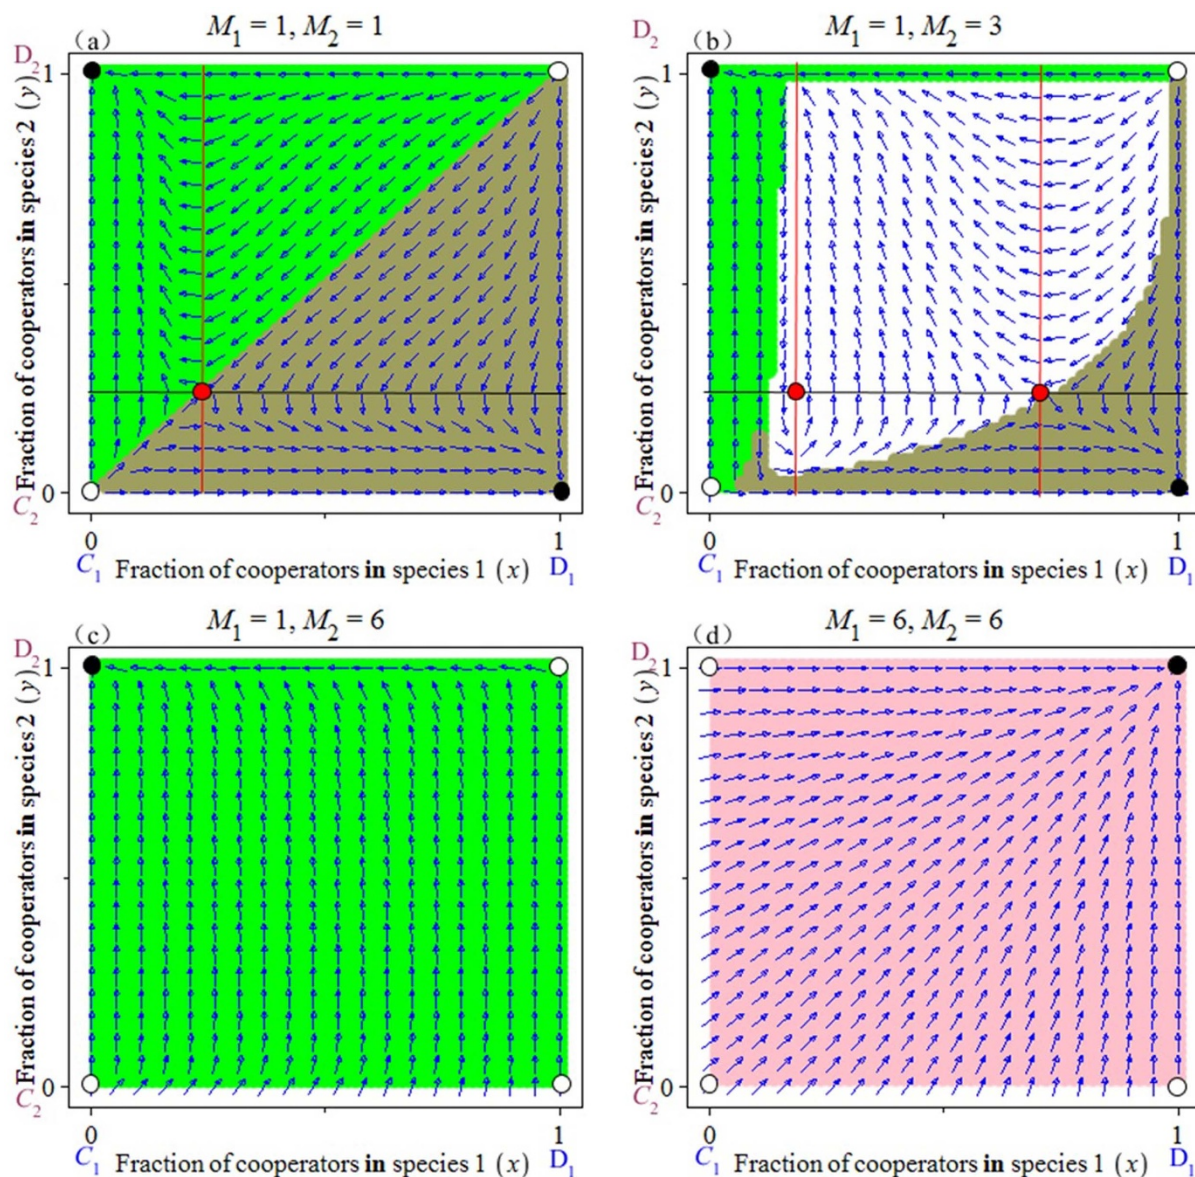 M1 = 1, M2 = 1
D2
(a)
1
Fraction of cooperators in species 2 (y)
0
C2
0
1
C1
Fraction of cooperators in species 1 (x)
D1
M1 = 1, M2 = 3
D2
(b)
1
Fraction of cooperators in species 2 (y)
0
C2
0
1
C1
Fraction of cooperators in species 1 (x)
D1
M1 = 1, M2 = 6
D2
(c)
1
Fraction of cooperators in species 2 (y)
0
C2
0
1
C1
Fraction of cooperators in species 1 (x)
D1
M1 = 6, M2 = 6
D2
(d)
1
Fraction of cooperators in species 2 (y)
0
C2
0
1
C1
Fraction of cooperators in species 1 (x)
D1